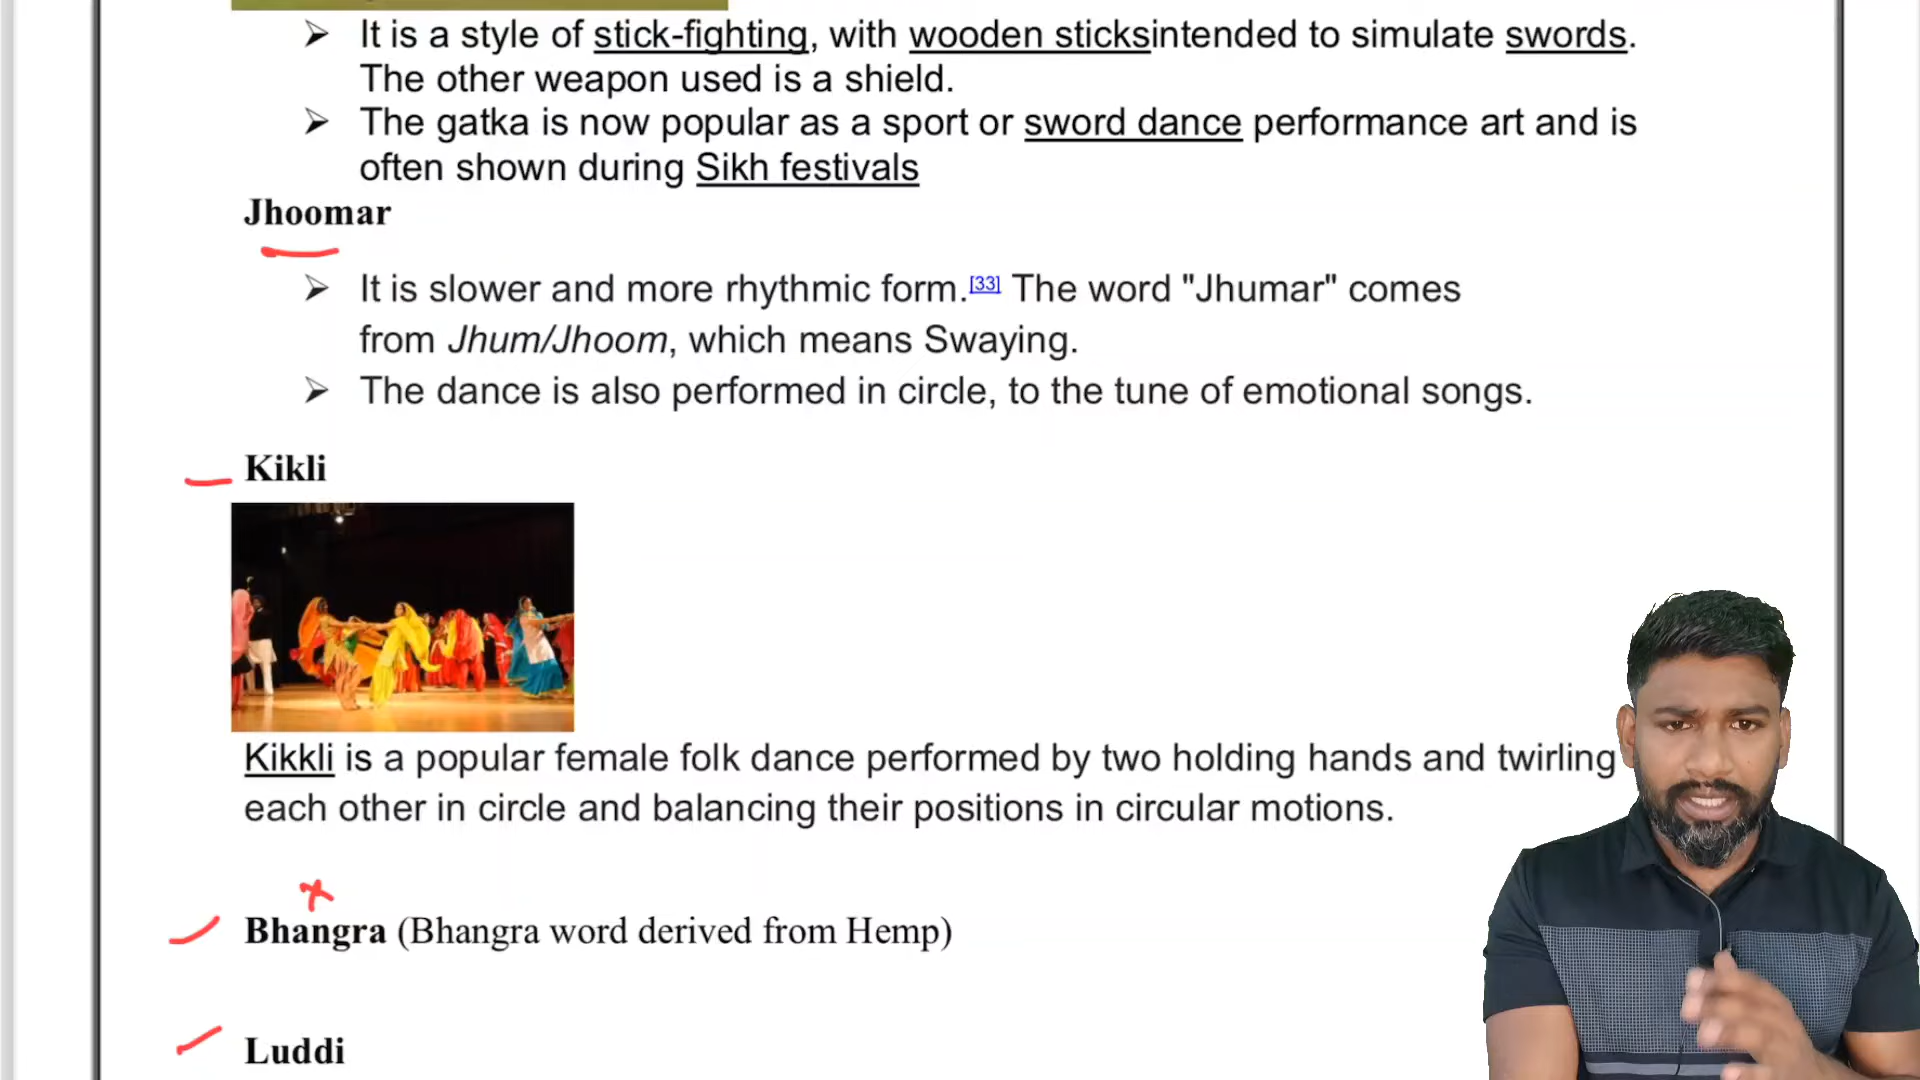 ➢ It is a style of stick-fighting, with wooden sticksintended to simulate swords.
The other weapon used is a shield.
➢ The gatka is now popular as a sport or sword dance performance art and is
often shown during Sikh festivals
Jhoomar
➢ It is slower and more rhythmic form.[33] The word "Jhumar" comes
from Jhum/Jhoom, which means Swaying.
➢ The dance is also performed in circle, to the tune of emotional songs.
Kikli
Kikkli is a popular female folk dance performed by two holding hands and twirling
each other in circle and balancing their positions in circular motions.
Bhangra (Bhangra word derived from Hemp)
Luddi